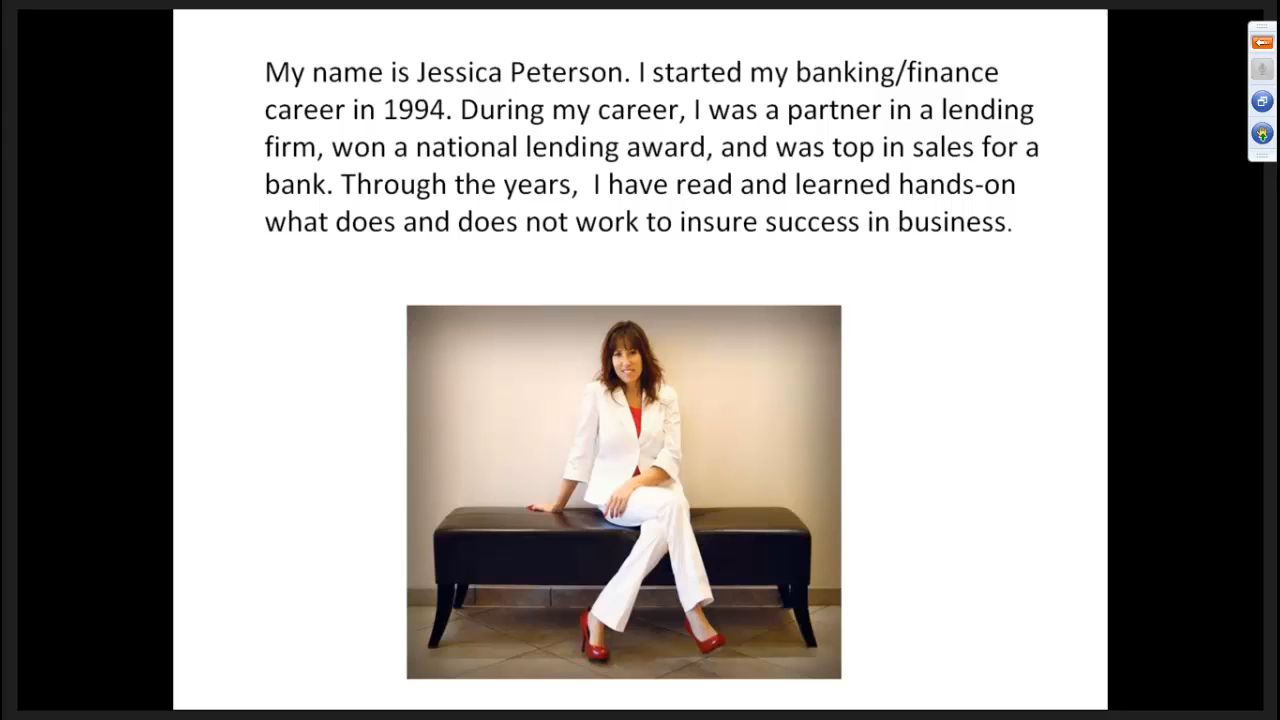 My name is Jessica Peterson. I started my banking/finance
career in 1994. During my career, I was a partner in a lending
firm, won a national lending award, and was top in sales for a
bank. Through the years,  I have read and learned hands-on
what does and does not work to insure success in business.